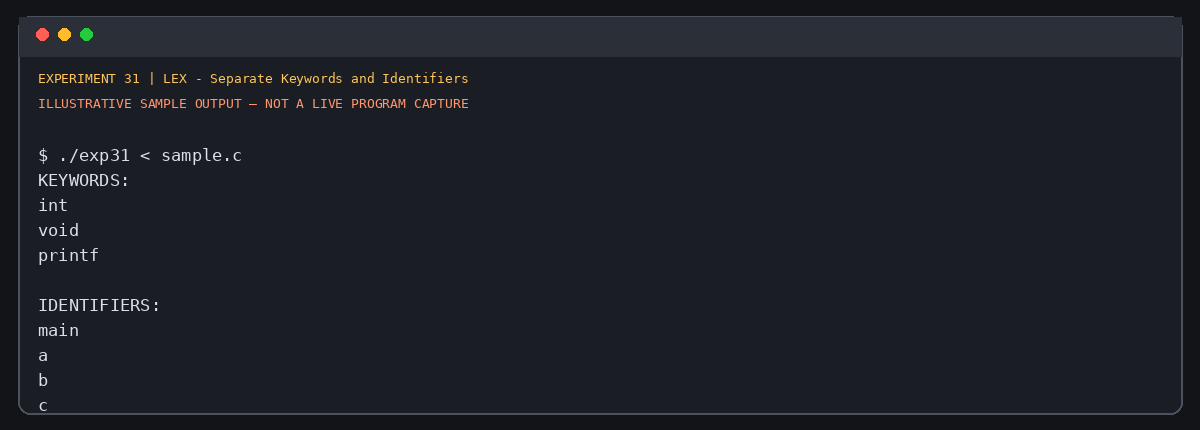 EXPERIMENT 31 | LEX - Separate Keywords and Identifiers
ILLUSTRATIVE SAMPLE OUTPUT — NOT A LIVE PROGRAM CAPTURE
$ ./exp31 < sample.c
KEYWORDS:
int
void
printf
IDENTIFIERS:
main
a
b
c